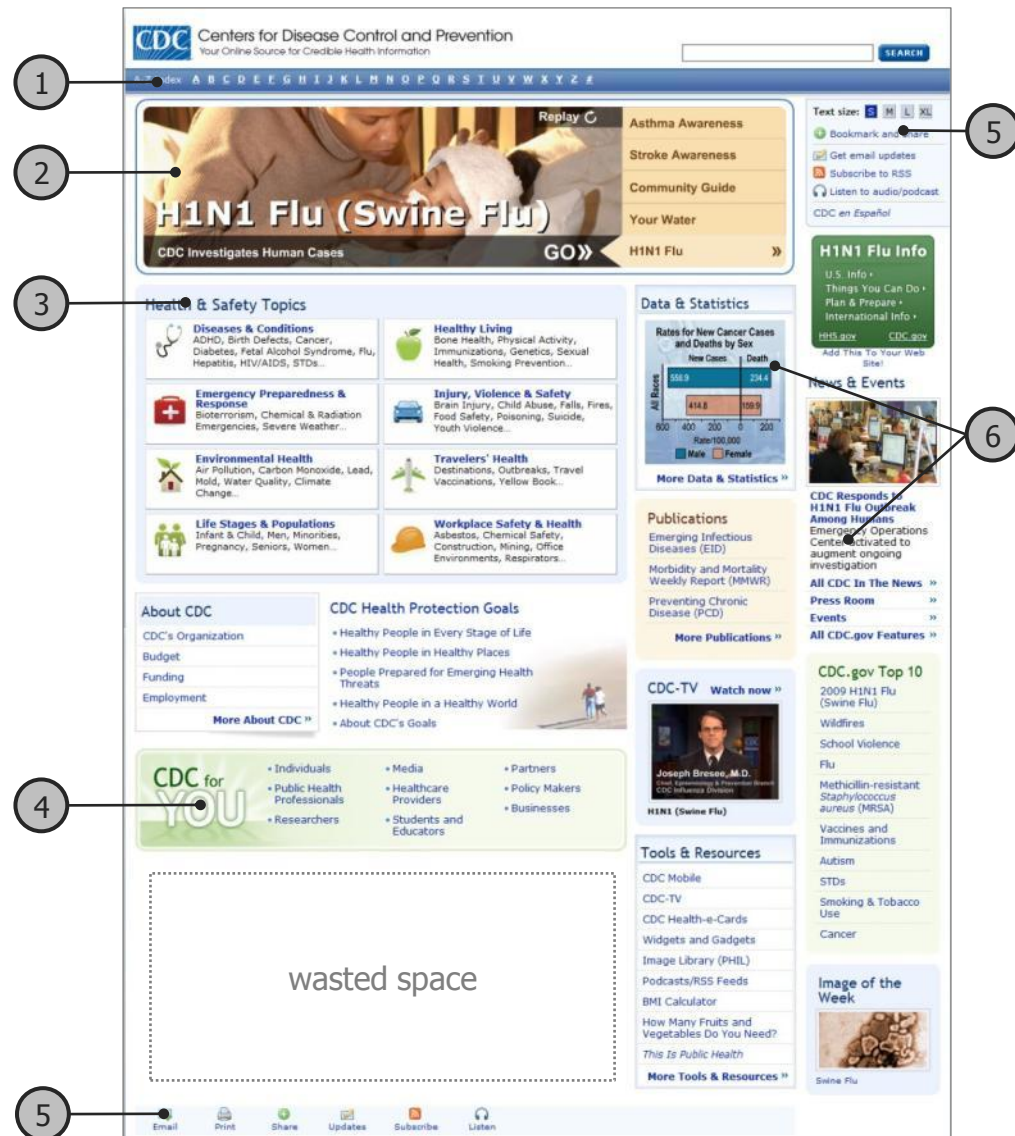 CDC Centers for Disease Control and Prevention
Your Online Source for Credible Health Information
SEARCH
1
A B C D E F G H I J K L M N O P Q R S T U V W X Y Z #
2
Replay
H1N1 Flu (Swine Flu)
CDC Investigates Human Cases
GO»
Asthma Awareness
Stroke Awareness
Community Guide
Your Water
H1N1 Flu »
Text size: S M L XL
5
Bookmark and share
Get email updates
Subscribe to RSS
Listen to audio/podcast
CDC en Español
H1N1 Flu Info
U.S. Info
Things You Can Do
Plan & Prepare
International Info
HHS.gov CDC.gov
Add This To Your Web
Site!
3
Health & Safety Topics
Diseases & Conditions
ADHD, Birth Defects, Cancer,
Diabetes, Fetal Alcohol Syndrome, Flu,
Hepatitis, HIV/AIDS, STDs...
Healthy Living
Bone Health, Physical Activity,
Immunizations, Genetics, Sexual
Health, Smoking Prevention...
Emergency Preparedness &
Response
Bioterrorism, Chemical & Radiation
Emergencies, Severe Weather...
Injury, Violence & Safety
Brain Injury, Child Abuse, Falls, Fires,
Food Safety, Poisoning, Suicide,
Youth Violence...
Environmental Health
Air Pollution, Carbon Monoxide, Lead,
Mold, Water Quality, Climate
Change...
Travelers' Health
Destinations, Outbreaks, Travel
Vaccinations, Yellow Book...
Life Stages & Populations
Infant & Child, Men, Minorities,
Pregnancy, Seniors, Women...
Workplace Safety & Health
Asbestos, Chemical Safety,
Construction, Mining, Office
Environments, Respirators...
Data & Statistics
Rates for New Cancer Cases
and Deaths by Sex
New Cases Death
All Races
234.4
414.8 159.9
600 400 200 0 200
Rate/100,000
Male Female
More Data & Statistics »
6
News & Events
CDC Responds to
H1N1 Flu Outbreak
Among Humans
Emergency Operations
Center activated to
augment ongoing
investigation
All CDC In The News »
Press Room »
Events »
All CDC.gov Features »
Publications
Emerging Infectious
Diseases (EID)
Morbidity and Mortality
Weekly Report (MMWR)
Preventing Chronic
Disease (PCD)
More Publications »
About CDC
CDC's Organization
Budget
Funding
Employment
More About CDC »
CDC Health Protection Goals
• Healthy People in Every Stage of Life
• Healthy People in Healthy Places
• People Prepared for Emerging Health
Threats
• Healthy People in a Healthy World
• About CDC's Goals
CDC-TV Watch now »
Joseph Bresee, M.D.
Chief, Epidemiology & Prevention Branch
CDC Influenza Division
H1N1 (Swine Flu)
CDC.gov Top 10
2009 H1N1 Flu
(Swine Flu)
Wildfires
School Violence
Flu
Methicillin-resistant
Staphylococcus
aureus (MRSA)
Vaccines and
Immunizations
Autism
STDs
Smoking & Tobacco
Use
Cancer
4
CDC for
YOU
• Individuals
• Public Health
Professionals
• Researchers
• Media
• Healthcare
Providers
• Students and
Educators
• Partners
• Policy Makers
• Businesses
wasted space
Tools & Resources
CDC Mobile
CDC-TV
CDC Health-e-Cards
Widgets and Gadgets
Image Library (PHIL)
Podcasts/RSS Feeds
BMI Calculator
How Many Fruits and
Vegetables Do You Need?
This Is Public Health
More Tools & Resources »
Image of the
Week
Swine Flu
5
Email Print Share Updates Subscribe Listen